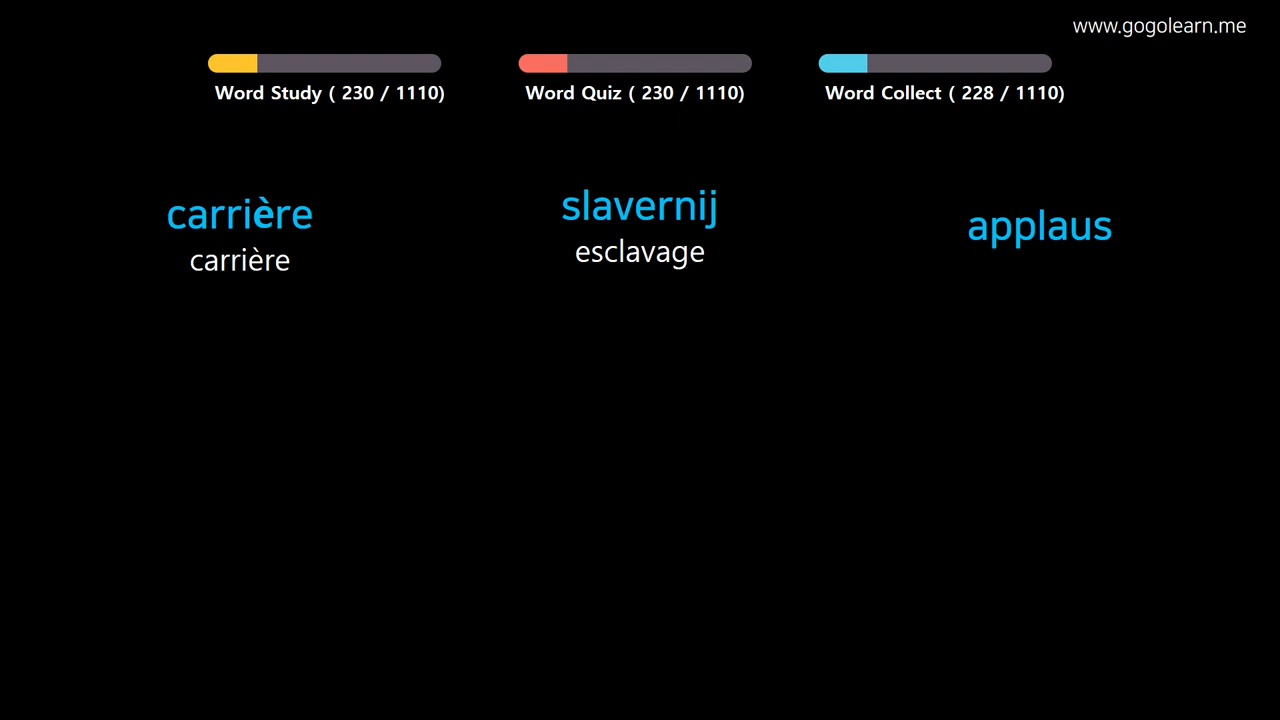 www.gogolearn.me
Word Study ( 230 / 1110)
Word Quiz ( 230 / 1110)
Word Collect ( 228 / 1110)
carrière
carrière
slavernij
esclavage
applaus